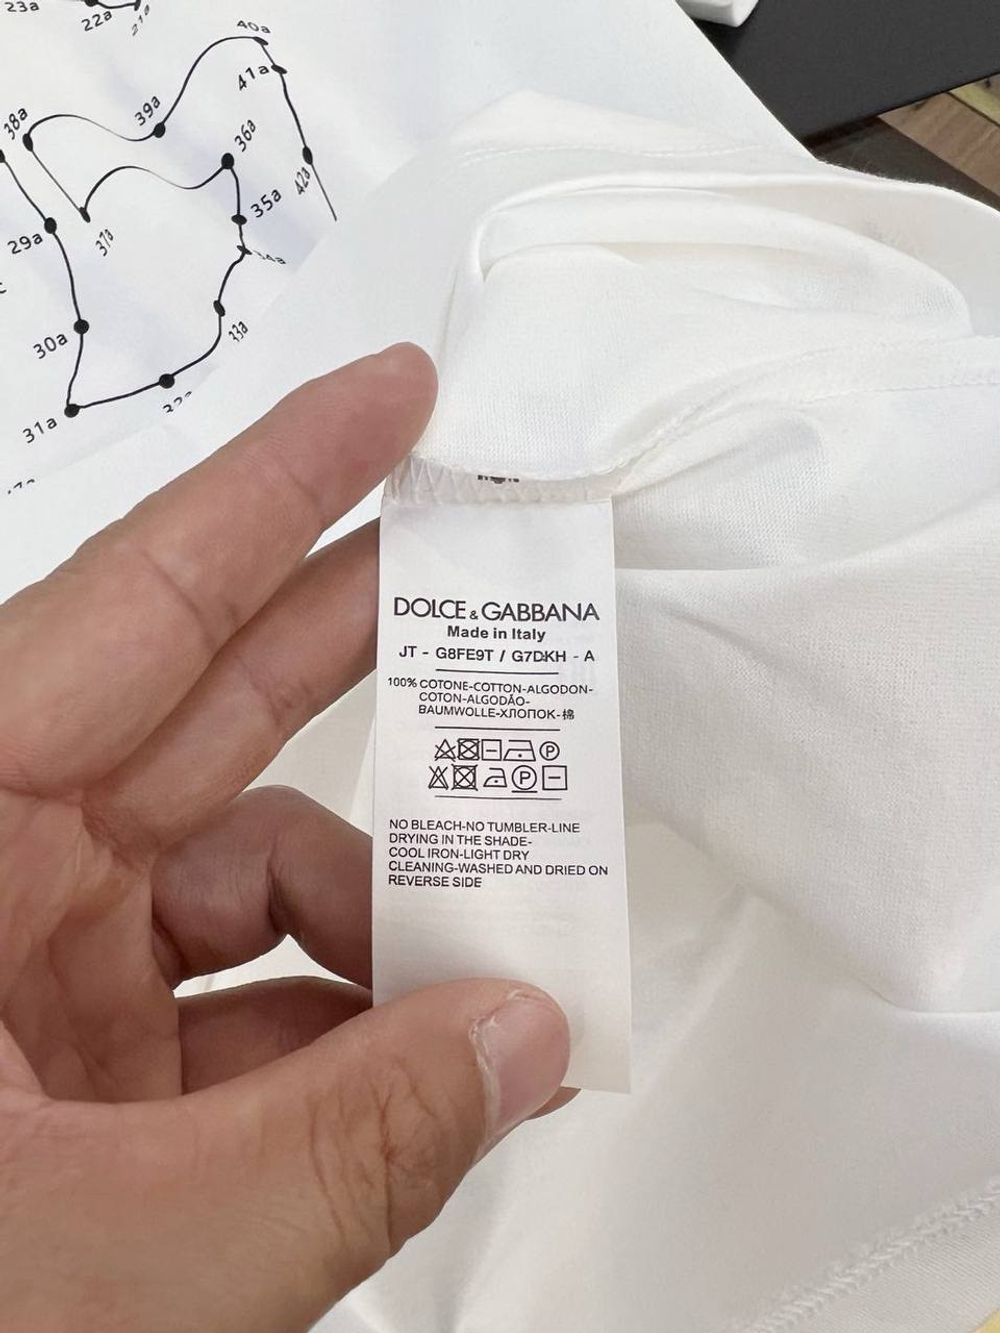 23a
22a
21a
40a
41a
38a
39a
36a
42a
35a
29a
37a
34a
33a
30a
31a
DOLCE & GABBANA
Made in Italy
JT - G8FE9T / G7DKH - A
100% COTONE-COTTON-ALGODON-
COTON-ALGODÃO-
BAUMWOLLE-ХЛОПОК-棉
P
P
NO BLEACH-NO TUMBLER-LINE
DRYING IN THE SHADE-
COOL IRON-LIGHT DRY
CLEANING-WASHED AND DRIED ON
REVERSE SIDE